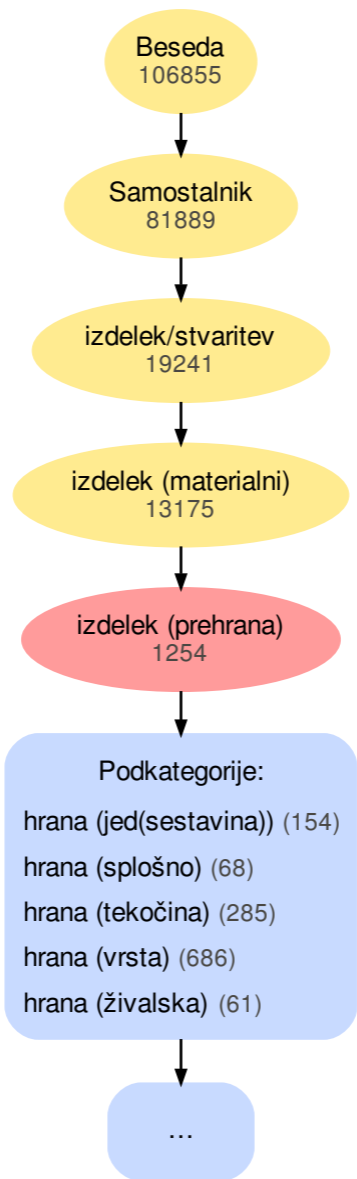 Beseda
106855
Samostalnik
81889
izdelek/stvaritev
19241
izdelek (materialni)
13175
izdelek (prehrana)
1254
Podkategorije:
hrana (jed(sestavina)) (154)
hrana (splošno) (68)
hrana (tekočina) (285)
hrana (vrsta) (686)
hrana (živalska) (61)
...